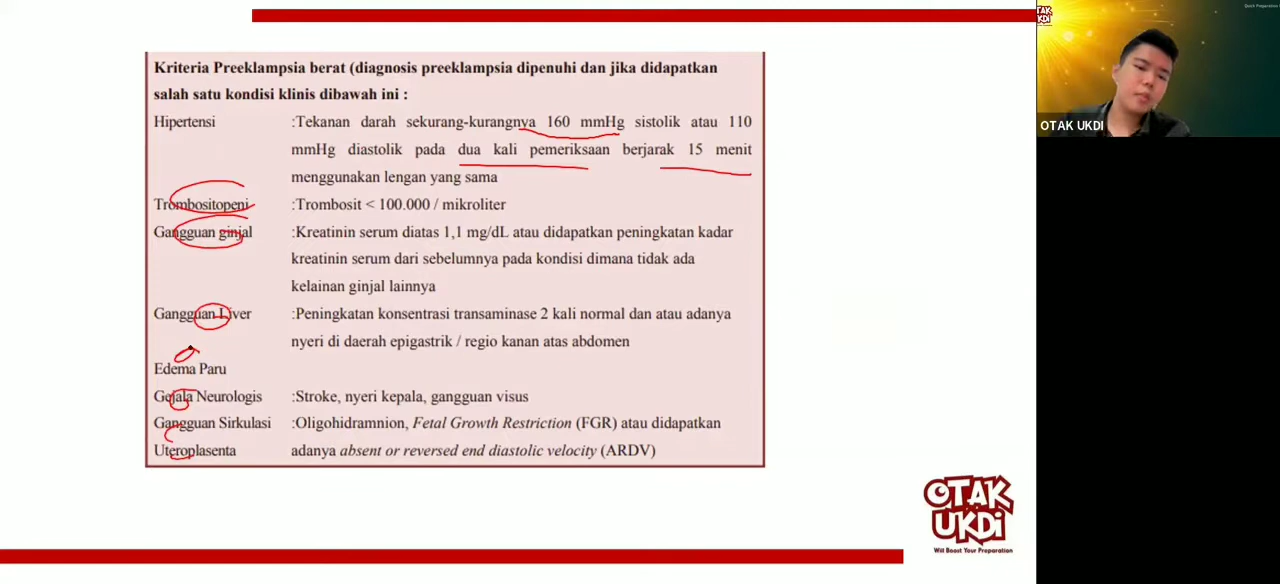 Kriteria Preeklampsia berat (diagnosis preeklampsia dipenuhi dan jika didapatkan
salah satu kondisi klinis dibawah ini :
Hipertensi :Tekanan darah sekurang-kurangnya 160 mmHg sistolik atau 110
mmHg diastolik pada dua kali pemeriksaan berjarak 15 menit
menggunakan lengan yang sama
Trombositopeni :Trombosit < 100.000 / mikroliter
Gangguan ginjal :Kreatinin serum diatas 1,1 mg/dL atau didapatkan peningkatan kadar
kreatinin serum dari sebelumnya pada kondisi dimana tidak ada
kelainan ginjal lainnya
Gangguan Liver :Peningkatan konsentrasi transaminase 2 kali normal dan atau adanya
nyeri di daerah epigastrik / regio kanan atas abdomen
Edema Paru
Gejala Neurologis :Stroke, nyeri kepala, gangguan visus
Gangguan Sirkulasi :Oligohidramnion, Fetal Growth Restriction (FGR) atau didapatkan
Uteroplasenta adanya absent or reversed end diastolic velocity (ARDV)
OTAK
UKDI
Will Boost Your Preparation
OTAK
UKDI
OTAK UKDI